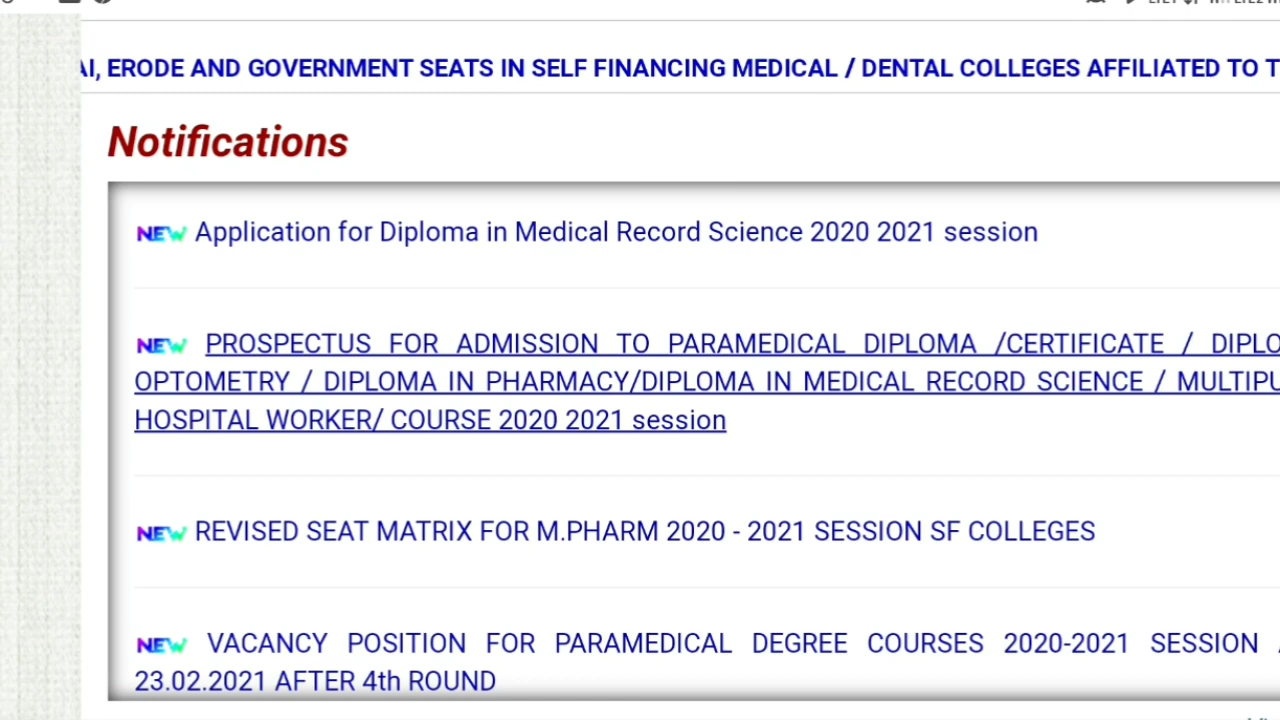 ERODE AND GOVERNMENT SEATS IN SELF FINANCING MEDICAL / DENTAL COLLEGES AFFILIATED TO
Notifications
NEW Application for Diploma in Medical Record Science 2020 2021 session
NEW PROSPECTUS FOR ADMISSION TO PARAMEDICAL DIPLOMA /CERTIFICATE /
OPTOMETRY / DIPLOMA IN PHARMACY/DIPLOMA IN MEDICAL RECORD SCIENCE /
HOSPITAL WORKER/ COURSE 2020 2021 session
NEW REVISED SEAT MATRIX FOR M.PHARM 2020 - 2021 SESSION SF COLLEGES
NEW VACANCY POSITION FOR PARAMEDICAL DEGREE COURSES 2020-2021 SESSION
23.02.2021 AFTER 4th ROUND